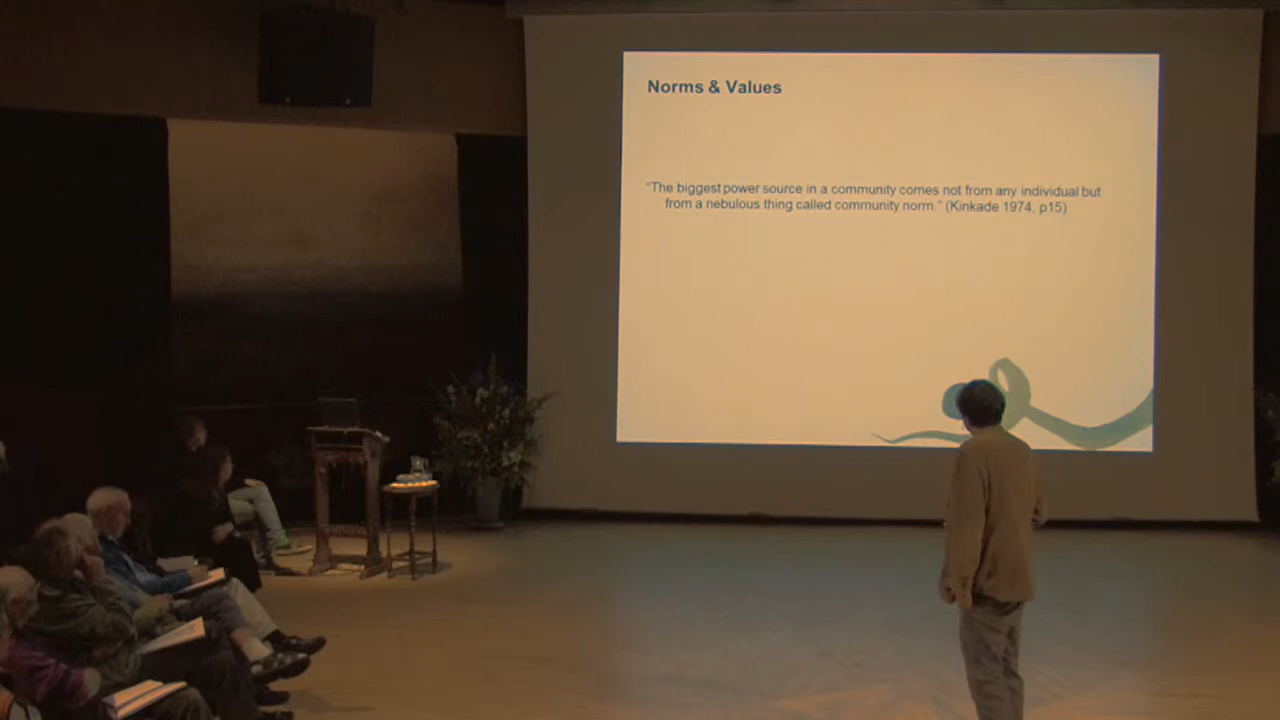 Norms & Values
"The biggest power source in a community comes not from any individual but
from a nebulous thing called community norm." (Kinkade 1974, p15)